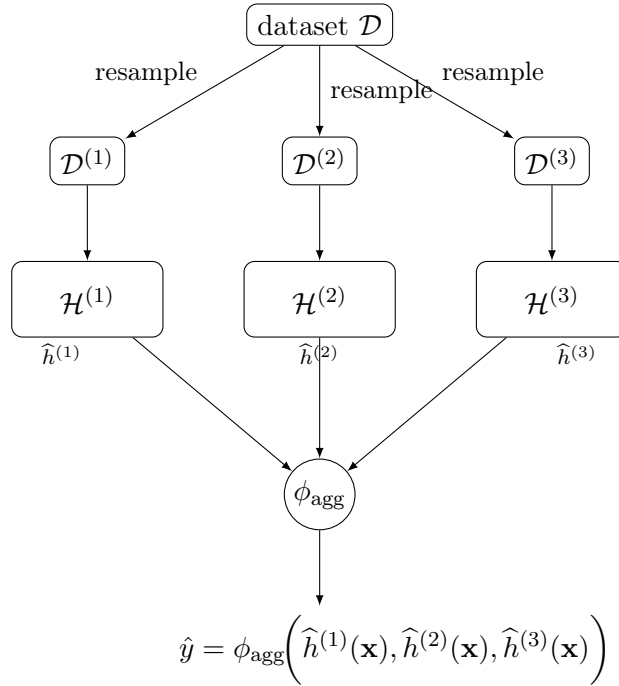 dataset 𝒟
resample resample
resample
𝒟⁽¹⁾ 𝒟⁽²⁾ 𝒟⁽³⁾
ℋ⁽¹⁾ ℋ⁽²⁾ ℋ⁽³⁾
ĥ⁽¹⁾ ĥ⁽²⁾ ĥ⁽³⁾
ϕ_agg
ŷ = ϕ_agg(ĥ⁽¹⁾(𝐱), ĥ⁽²⁾(𝐱), ĥ⁽³⁾(𝐱))